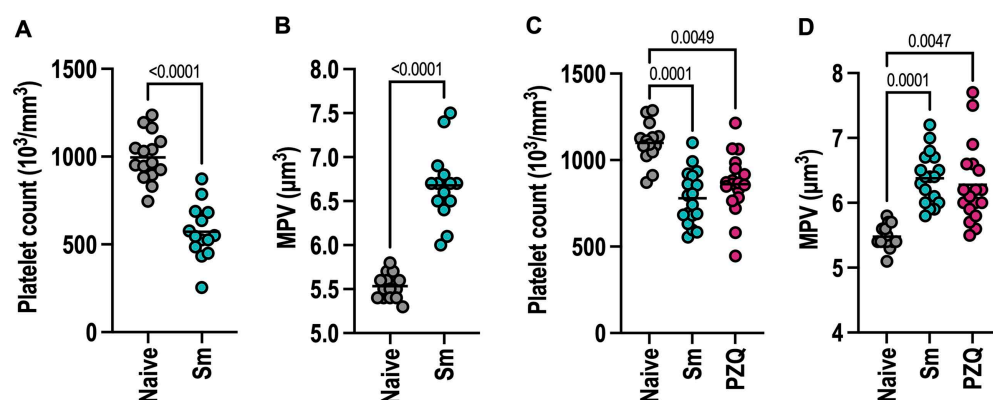 A
Platelet count (10³/mm³)
1500
1000
500
0
<0.0001
Naive
Sm
B
MPV (µm³)
8.0
7.5
7.0
6.5
6.0
5.5
5.0
<0.0001
Naive
Sm
C
Platelet count (10³/mm³)
1500
1000
500
0
0.0049
0.0001
Naive
Sm
PZQ
D
MPV (µm³)
8
7
6
5
4
0.0047
0.0001
Naive
Sm
PZQ